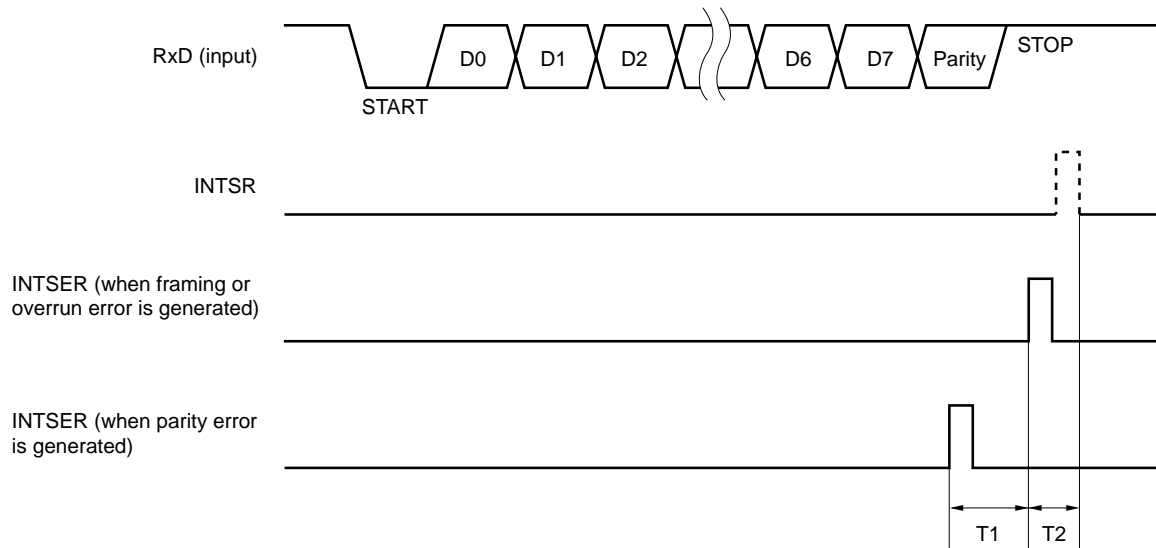 RxD (input)
D0 D1 D2 D6 D7 Parity
STOP
START
INTSR
INTSER (when framing or
overrun error is generated)
INTSER (when parity error
is generated)
T1 T2